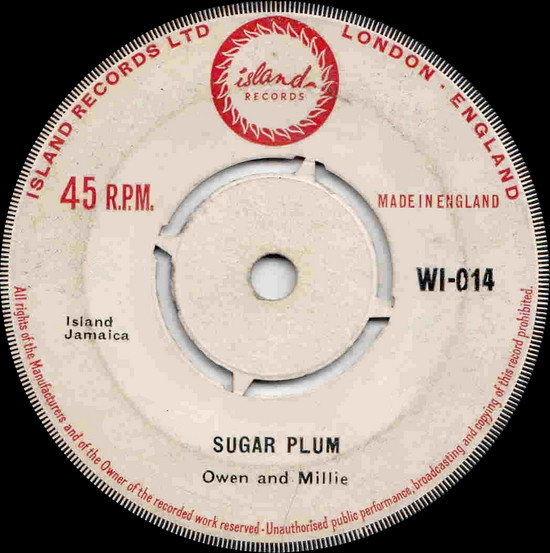 ISLAND RECORDS LTD LONDON · ENGLAND
island
RECORDS
45 R.P.M.
MADE IN ENGLAND
WI-014
Island
Jamaica
SUGAR PLUM
Owen and Millie
All rights of the Manufacturers and of the Owner of the recorded work reserved - Unauthorised public performance, broadcasting and copying of this record prohibited.